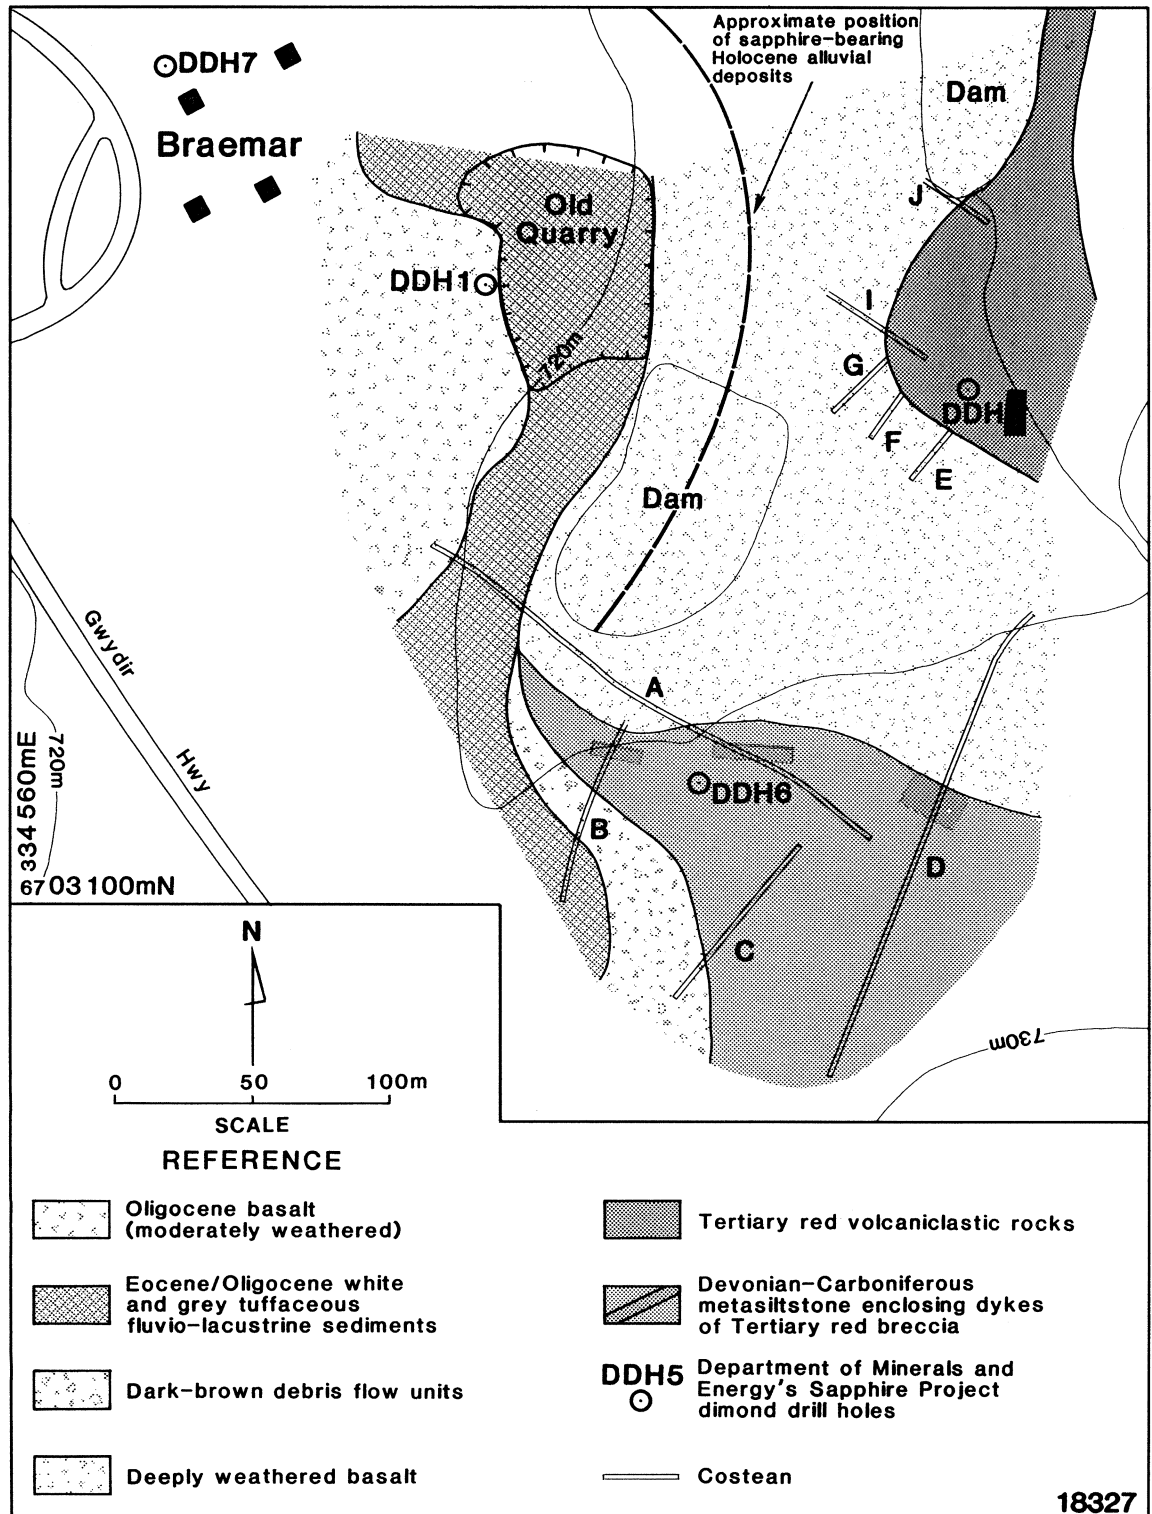 Approximate position
of sapphire-bearing
Holocene alluvial
deposits
DDH7
Braemar
Dam
Old
Quarry
J
DDH1
I
720m
G
DDH
F
E
Dam
Gwydir
Hwy
A
DDH6
B
D
C
720m
334 560mE
6703 100mN
N
730m
0 50 100m
SCALE
REFERENCE
Oligocene basalt
(moderately weathered)
Eocene/Oligocene white
and grey tuffaceous
fluvio-lacustrine sediments
Dark-brown debris flow units
Deeply weathered basalt
Tertiary red volcaniclastic rocks
Devonian-Carboniferous
metasiltstone enclosing dykes
of Tertiary red breccia
DDH5
Department of Minerals and
Energy's Sapphire Project
dimond drill holes
Costean
18327